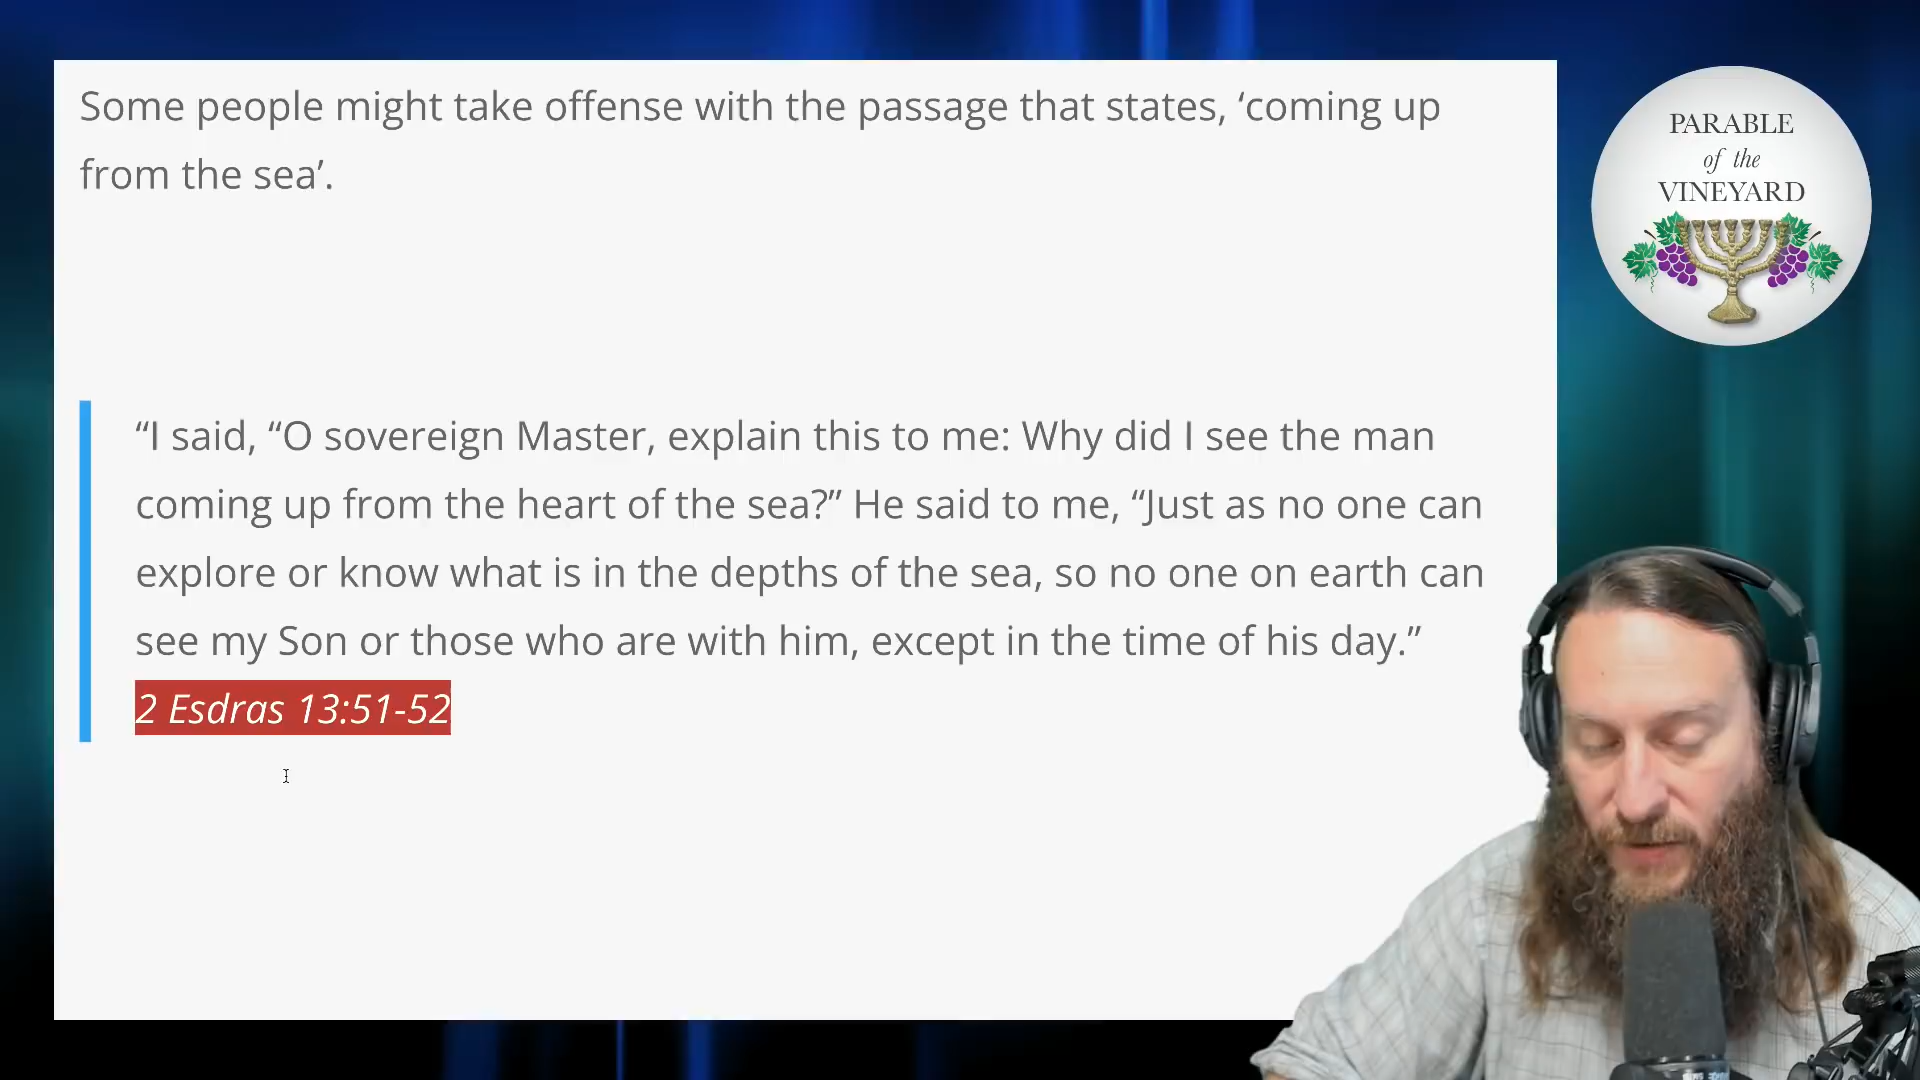 Some people might take offense with the passage that states, ‘coming up
from the sea’.
“I said, “O sovereign Master, explain this to me: Why did I see the man
coming up from the heart of the sea?” He said to me, “Just as no one can
explore or know what is in the depths of the sea, so no one on earth can
see my Son or those who are with him, except in the time of his day.”
2 Esdras 13:51-52
PARABLE
of the
VINEYARD